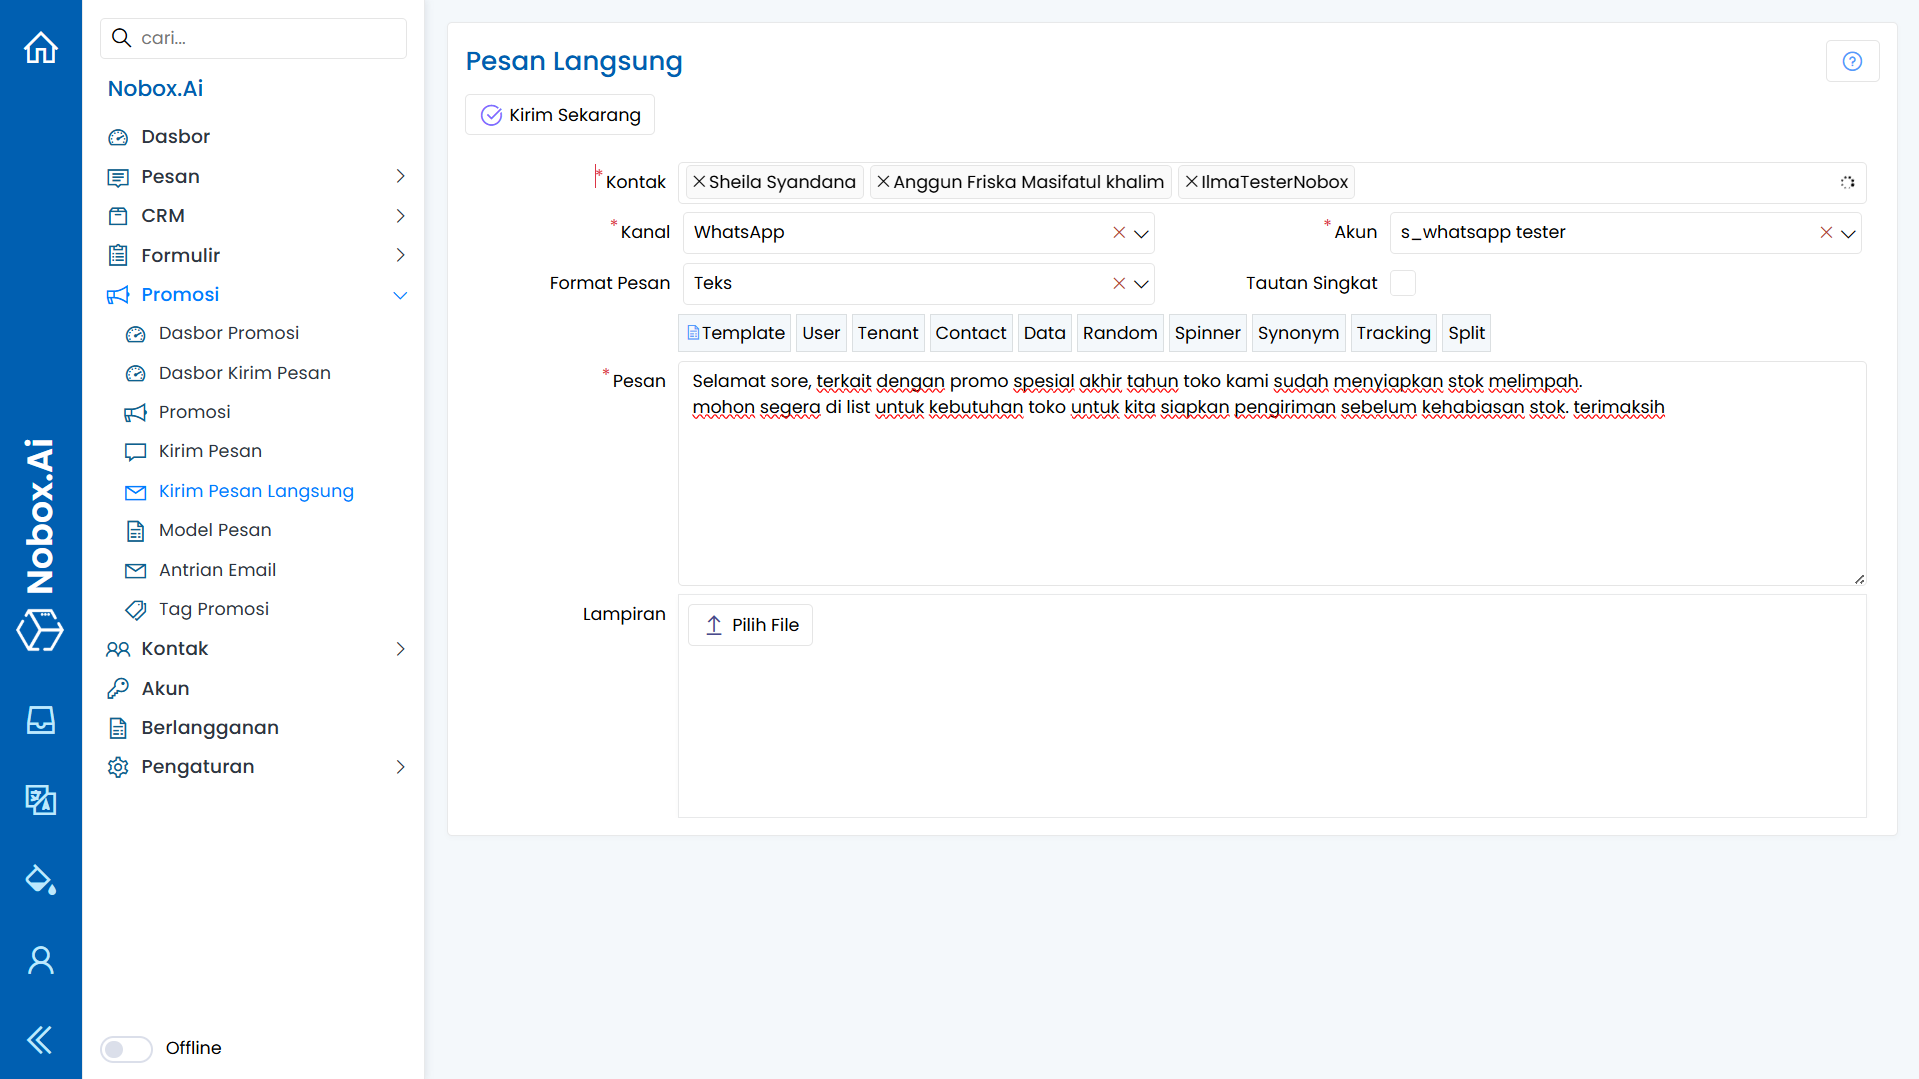 cari...
Nobox.Ai
Dasbor
Pesan
CRM
Formulir
Promosi
Dasbor Promosi
Dasbor Kirim Pesan
Promosi
Kirim Pesan
Kirim Pesan Langsung
Model Pesan
Antrian Email
Tag Promosi
Kontak
Akun
Berlangganan
Pengaturan
Offline
Nobox.Ai
Pesan Langsung
Kirim Sekarang
* Kontak Sheila Syandana Anggun Friska Masifatul khalim IlmaTesterNobox
* Kanal WhatsApp * Akun s_whatsapp tester
Format Pesan Teks Tautan Singkat
Template User Tenant Contact Data Random Spinner Synonym Tracking Split
* Pesan Selamat sore, terkait dengan promo spesial akhir tahun toko kami sudah menyiapkan stok melimpah.
mohon segera di list untuk kebutuhan toko untuk kita siapkan pengiriman sebelum kehabiasan stok. terimaksih
Lampiran Pilih File